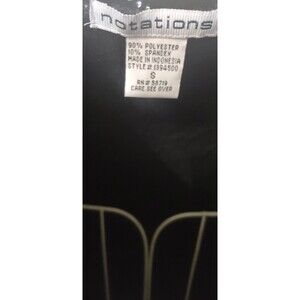 notations
90% POLYESTER
10% SPANDEX
MADE IN INDONESIA
STYLE # 1394500
S
RN # 58719
CARE SEE OVER